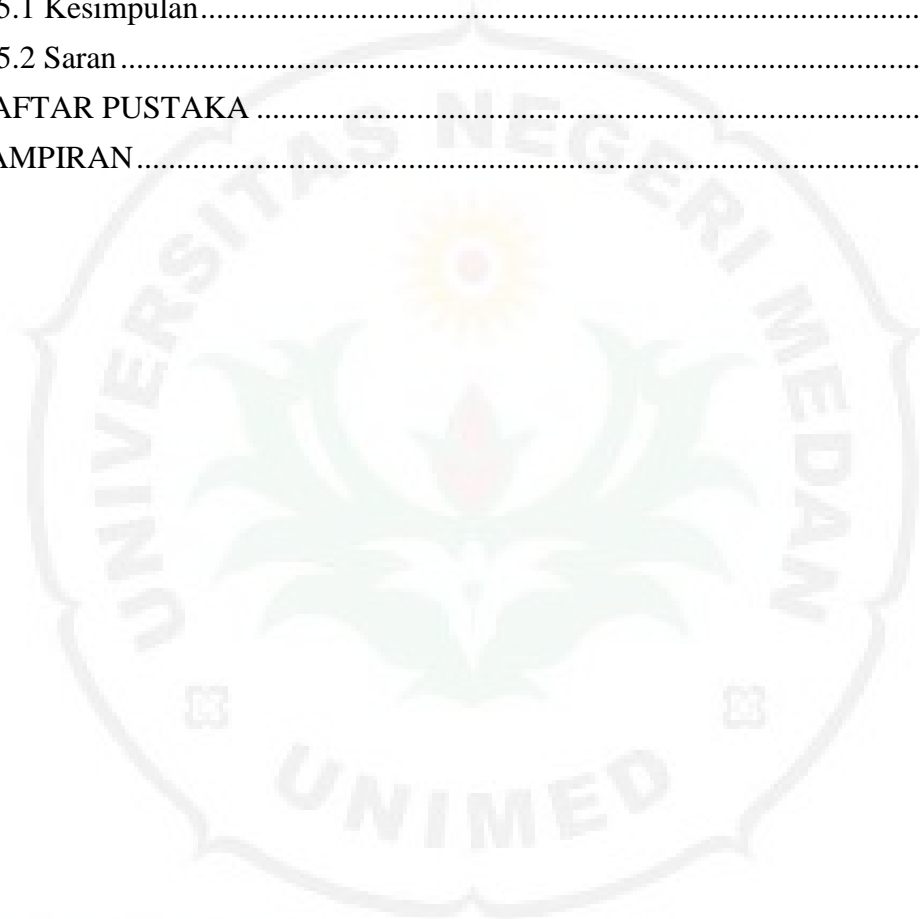 5.1 Kesimpulan....................................................................................................
5.2 Saran..............................................................................................................
AFTAR PUSTAKA ............................................................................................
AMPIRAN...........................................................................................................
UNIVERSITAS NEGERI MEDAN
UNIMED